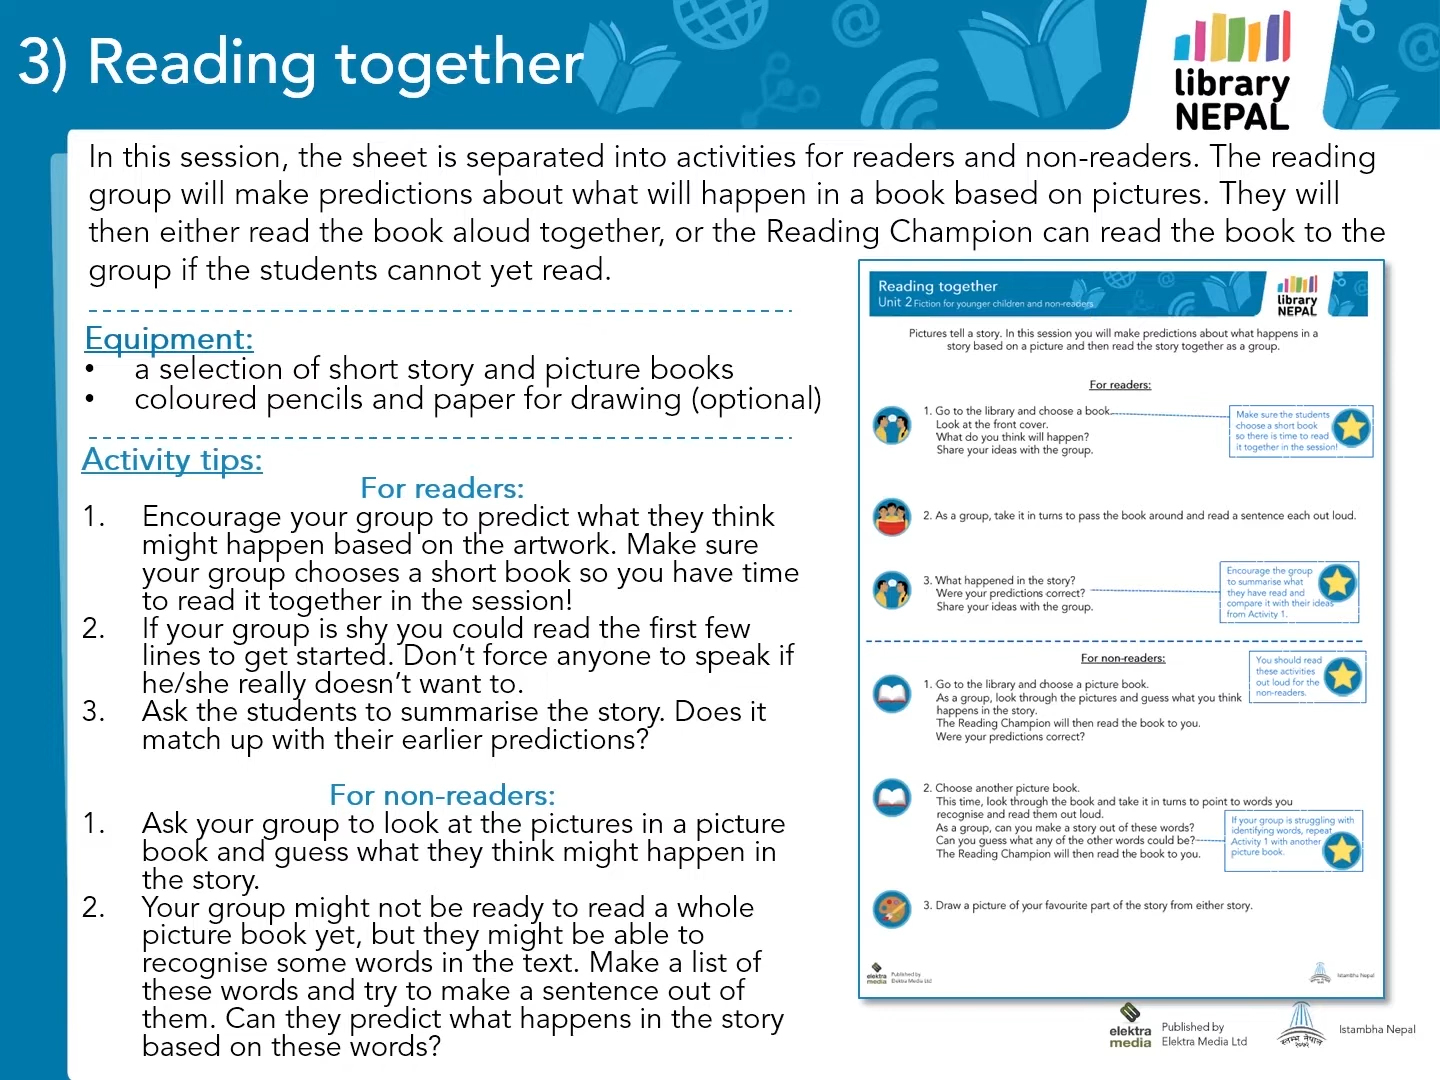 3) Reading together
library
NEPAL
In this session, the sheet is separated into activities for readers and non-readers. The reading
group will make predictions about what will happen in a book based on pictures. They will
then either read the book aloud together, or the Reading Champion can read the book to the
group if the students cannot yet read.
Equipment:
• a selection of short story and picture books
• coloured pencils and paper for drawing (optional)
Activity tips:
For readers:
1. Encourage your group to predict what they think
might happen based on the artwork. Make sure
your group chooses a short book so you have time
to read it together in the session!
2. If your group is shy you could read the first few
lines to get started. Don’t force anyone to speak if
he/she really doesn’t want to.
3. Ask the students to summarise the story. Does it
match up with their earlier predictions?
For non-readers:
1. Ask your group to look at the pictures in a picture
book and guess what they think might happen in
the story.
2. Your group might not be ready to read a whole
picture book yet, but they might be able to
recognise some words in the text. Make a list of
these words and try to make a sentence out of
them. Can they predict what happens in the story
based on these words?
Reading together
Unit 2 Fiction for younger children and non-readers
library
NEPAL
Pictures tell a story. In this session you will make predictions about what happens in a
story based on a picture and then read the story together as a group.
For readers:
1. Go to the library and choose a book.
Look at the front cover.
What do you think will happen?
Share your ideas with the group.
Make sure the students
choose a short book
so there is time to read
it together in the session!
2. As a group, take it in turns to pass the book around and read a sentence each out loud.
3. What happened in the story?
Were your predictions correct?
Share your ideas with the group.
Encourage the group
to summarise what
they have read and
compare it with their ideas
from Activity 1.
For non-readers:
You should read
these activities
out loud for the
non-readers.
1. Go to the library and choose a picture book.
As a group, look through the pictures and guess what you think
happens in the story.
The Reading Champion will then read the book to you.
Were your predictions correct?
2. Choose another picture book.
This time, look through the book and take it in turns to point to words you
recognise and read them out loud.
As a group, can you make a story out of these words?
Can you guess what any of the other words could be?
The Reading Champion will then read the book to you.
If your group is struggling with
identifying words, repeat
Activity 1 with another
picture book.
3. Draw a picture of your favourite part of the story from either story.
elektra
media
Published by
Elektra Media Ltd
Istambha Nepal
elektra
media
Published by
Elektra Media Ltd
स्तम्भ नेपाल
२०७२
Istambha Nepal